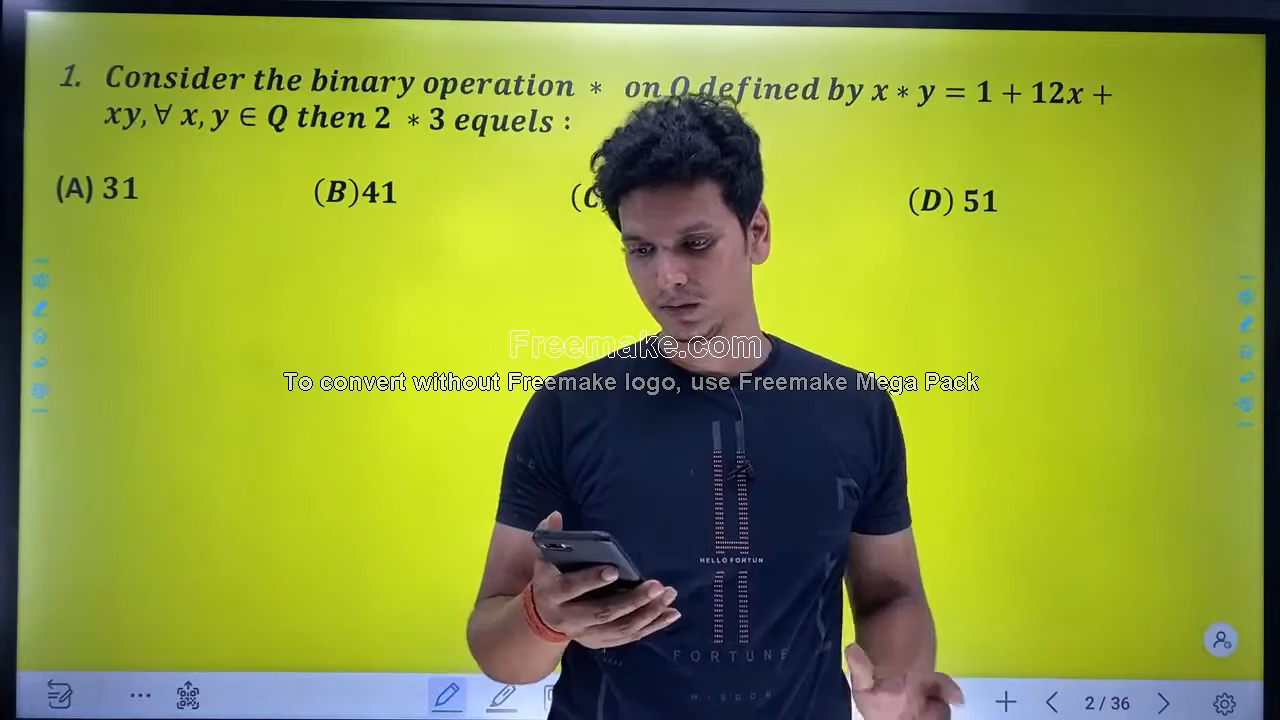 1. Consider the binary operation * on Q defined by x * y = 1 + 12x +
xy, ∀ x, y ∈ Q then 2 * 3 equels :
(A) 31 (B)41 (C (D) 51
Freemake.com
To convert without Freemake logo, use Freemake Mega Pack
HELLO FORTUN
FORTUNE
WISDOM
2 / 36